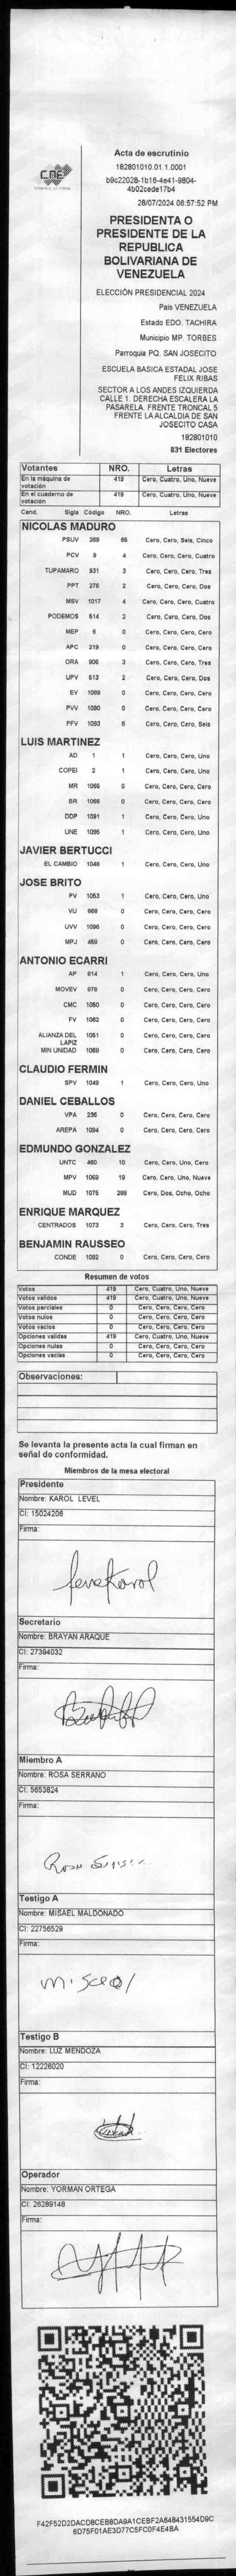 CNE
Acta de escrutinio
182801010.01.1.0001
b9c22028-1b16-4e41-9804-
4b02cede17b4
28/07/2024 06:57:52 PM
PRESIDENTA O
PRESIDENTE DE LA
REPUBLICA
BOLIVARIANA DE
VENEZUELA
ELECCIÓN PRESIDENCIAL 2024
Pais VENEZUELA
Estado EDO. TACHIRA
Municipio MP. TORBES
Parroquia PQ. SAN JOSECITO
ESCUELA BASICA ESTADAL JOSE
FELIX RIBAS
SECTOR A LOS ANDES IZQUIERDA
CALLE 1. DERECHA ESCALERA LA
PASARELA. FRENTE TRONCAL 5
FRENTE LA ALCALDIA DE SAN
JOSECITO CASA
182801010
831 Electores
Votantes NRO. Letras
En la máquina de votación 419 Cero, Cuatro, Uno, Nueve
En el cuaderno de votación 419 Cero, Cuatro, Uno, Nueve
Cand. Sigla Código NRO. Letras
NICOLAS MADURO
PSUV 269 65 Cero, Cero, Seis, Cinco
PCV 9 4 Cero, Cero, Cero, Cuatro
TUPAMARO 931 3 Cero, Cero, Cero, Tres
PPT 276 2 Cero, Cero, Cero, Dos
MSV 1017 4 Cero, Cero, Cero, Cuatro
PODEMOS 514 2 Cero, Cero, Cero, Dos
MEP 6 0 Cero, Cero, Cero, Cero
APC 219 0 Cero, Cero, Cero, Cero
ORA 906 3 Cero, Cero, Cero, Tres
UPV 513 2 Cero, Cero, Cero, Dos
EV 1089 0 Cero, Cero, Cero, Cero
PVV 1090 0 Cero, Cero, Cero, Cero
PFV 1093 6 Cero, Cero, Cero, Seis
LUIS MARTINEZ
AD 1 1 Cero, Cero, Cero, Uno
COPEI 2 1 Cero, Cero, Cero, Uno
MR 1065 0 Cero, Cero, Cero, Cero
BR 1066 0 Cero, Cero, Cero, Cero
DDP 1091 1 Cero, Cero, Cero, Uno
UNE 1095 1 Cero, Cero, Cero, Uno
JAVIER BERTUCCI
EL CAMBIO 1048 1 Cero, Cero, Cero, Uno
JOSE BRITO
PV 1053 1 Cero, Cero, Cero, Uno
VU 868 0 Cero, Cero, Cero, Cero
UVV 1096 0 Cero, Cero, Cero, Cero
MPJ 459 0 Cero, Cero, Cero, Cero
ANTONIO ECARRI
AP 914 1 Cero, Cero, Cero, Uno
MOVEV 979 0 Cero, Cero, Cero, Cero
CMC 1050 0 Cero, Cero, Cero, Cero
FV 1062 0 Cero, Cero, Cero, Cero
ALIANZA DEL LAPIZ 1051 0 Cero, Cero, Cero, Cero
MIN UNIDAD 1068 0 Cero, Cero, Cero, Cero
CLAUDIO FERMIN
SPV 1049 1 Cero, Cero, Cero, Uno
DANIEL CEBALLOS
VPA 236 0 Cero, Cero, Cero, Cero
AREPA 1094 0 Cero, Cero, Cero, Cero
EDMUNDO GONZALEZ
UNTC 460 10 Cero, Cero, Uno, Cero
MPV 1069 19 Cero, Cero, Uno, Nueve
MUD 1075 288 Cero, Dos, Ocho, Ocho
ENRIQUE MARQUEZ
CENTRADOS 1073 3 Cero, Cero, Cero, Tres
BENJAMIN RAUSSEO
CONDE 1092 0 Cero, Cero, Cero, Cero
Resumen de votos
Votos 419 Cero, Cuatro, Uno, Nueve
Votos validos 419 Cero, Cuatro, Uno, Nueve
Votos parciales 0 Cero, Cero, Cero, Cero
Votos nulos 0 Cero, Cero, Cero, Cero
Votos vacios 0 Cero, Cero, Cero, Cero
Opciones validas 419 Cero, Cuatro, Uno, Nueve
Opciones nulas 0 Cero, Cero, Cero, Cero
Opciones vacias 0 Cero, Cero, Cero, Cero
Observaciones:
Se levanta la presente acta la cual firman en
señal de conformidad.
Miembros de la mesa electoral
Presidente
Nombre: KAROL LEVEL
CI: 15024206
Firma:
Secretario
Nombre: BRAYAN ARAQUE
CI: 27394032
Firma:
Miembro A
Nombre: ROSA SERRANO
CI: 5653824
Firma:
Testigo A
Nombre: MISAEL MALDONADO
CI: 22756529
Firma:
Testigo B
Nombre: LUZ MENDOZA
CI: 12226020
Firma:
Operador
Nombre: YORMAN ORTEGA
CI: 26269148
Firma:
F42F52D2DACD8CEB8DA9A1CEBF2A648431554D9C
6D75F01AE3D77C5FC0F4E4BA